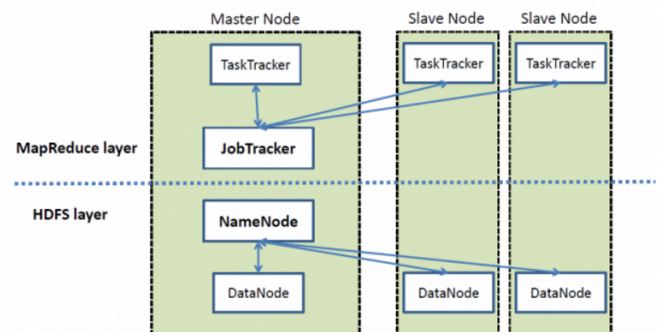 Master Node
Slave Node
Slave Node
TaskTracker
TaskTracker
TaskTracker
MapReduce layer
JobTracker
HDFS layer
NameNode
DataNode
DataNode
DataNode